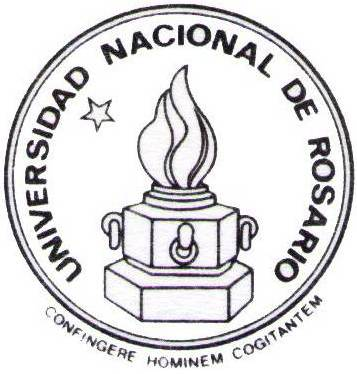 UNIVERSIDAD NACIONAL DE ROSARIO
CONFINGERE HOMINEM COGITANTEM